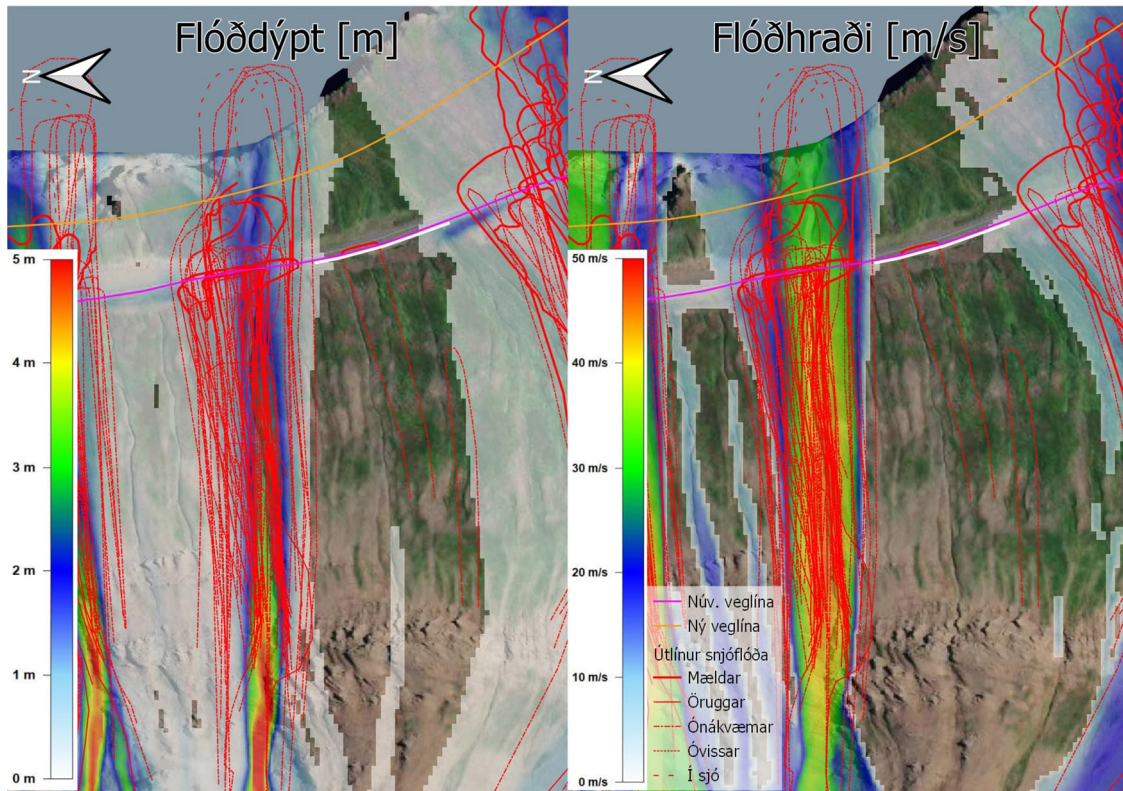 Flóðdýpt [m]
N
5 m
4 m
3 m
2 m
1 m
0 m
Flóðhraði [m/s]
N
50 m/s
40 m/s
30 m/s
20 m/s
10 m/s
0 m/s
Núv. veglína
Ný veglína
Útlínur snjóflóða
Mældar
Öruggar
Ónákvæmar
Óvissar
Í sjó